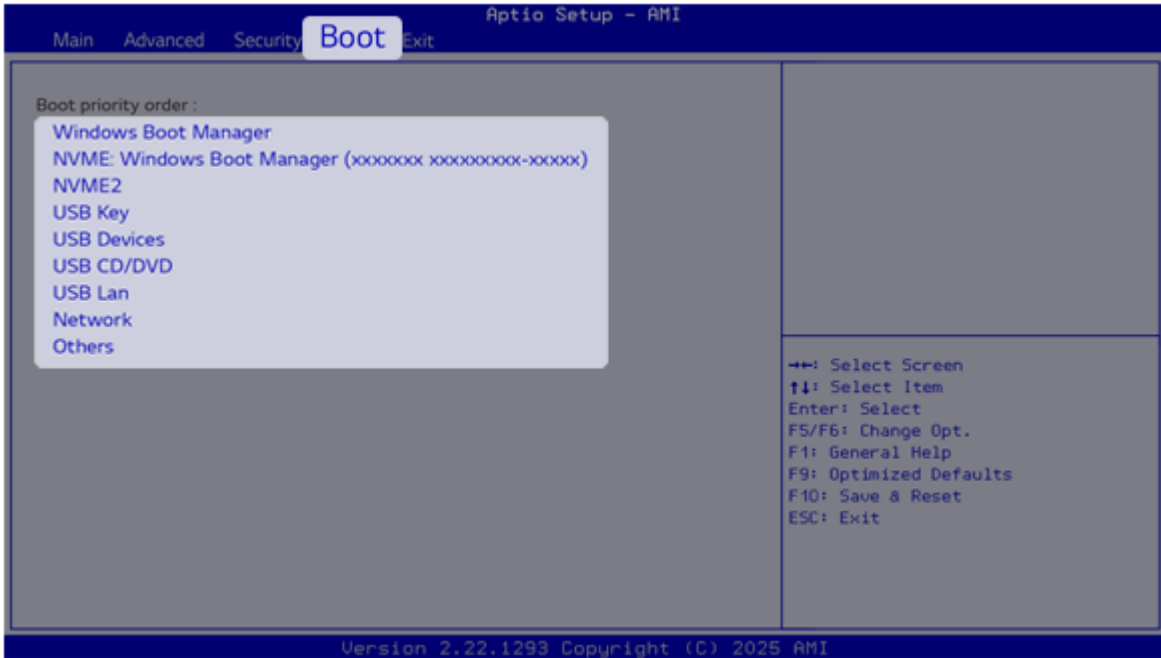 Aptio Setup - AMI
Main Advanced Security Boot Exit
Boot priority order :
Windows Boot Manager
NVME: Windows Boot Manager (xxxxxxx xxxxxxxxx-xxxxx)
NVME2
USB Key
USB Devices
USB CD/DVD
USB Lan
Network
Others
→←: Select Screen
↑↓: Select Item
Enter: Select
F5/F6: Change Opt.
F1: General Help
F9: Optimized Defaults
F10: Save & Reset
ESC: Exit
Version 2.22.1293 Copyright (C) 2025 AMI